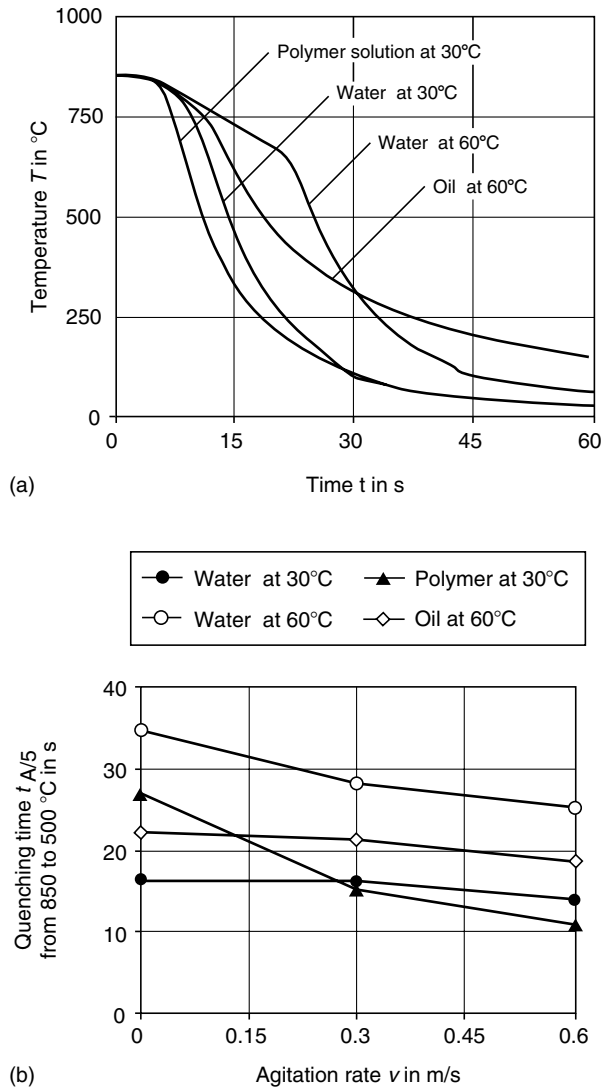 1000
Polymer solution at 30°C
Water at 30°C
750
Water at 60°C
Oil at 60°C
500
250
0
Temperature T in °C
0 15 30 45 60
(a) Time t in s
Water at 30°C Polymer at 30°C
Water at 60°C Oil at 60°C
40
30
20
10
0
Quenching time t A/5
from 850 to 500 °C in s
0 0.15 0.3 0.45 0.6
(b) Agitation rate v in m/s